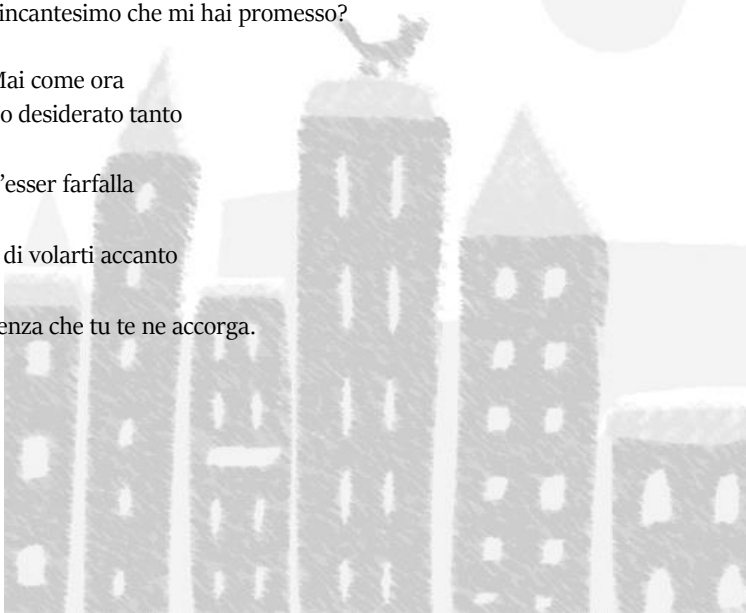 incantesimo che mi hai promesso?
Mai come ora
o desiderato tanto
'esser farfalla
di volarti accanto
enza che tu te ne accorga.